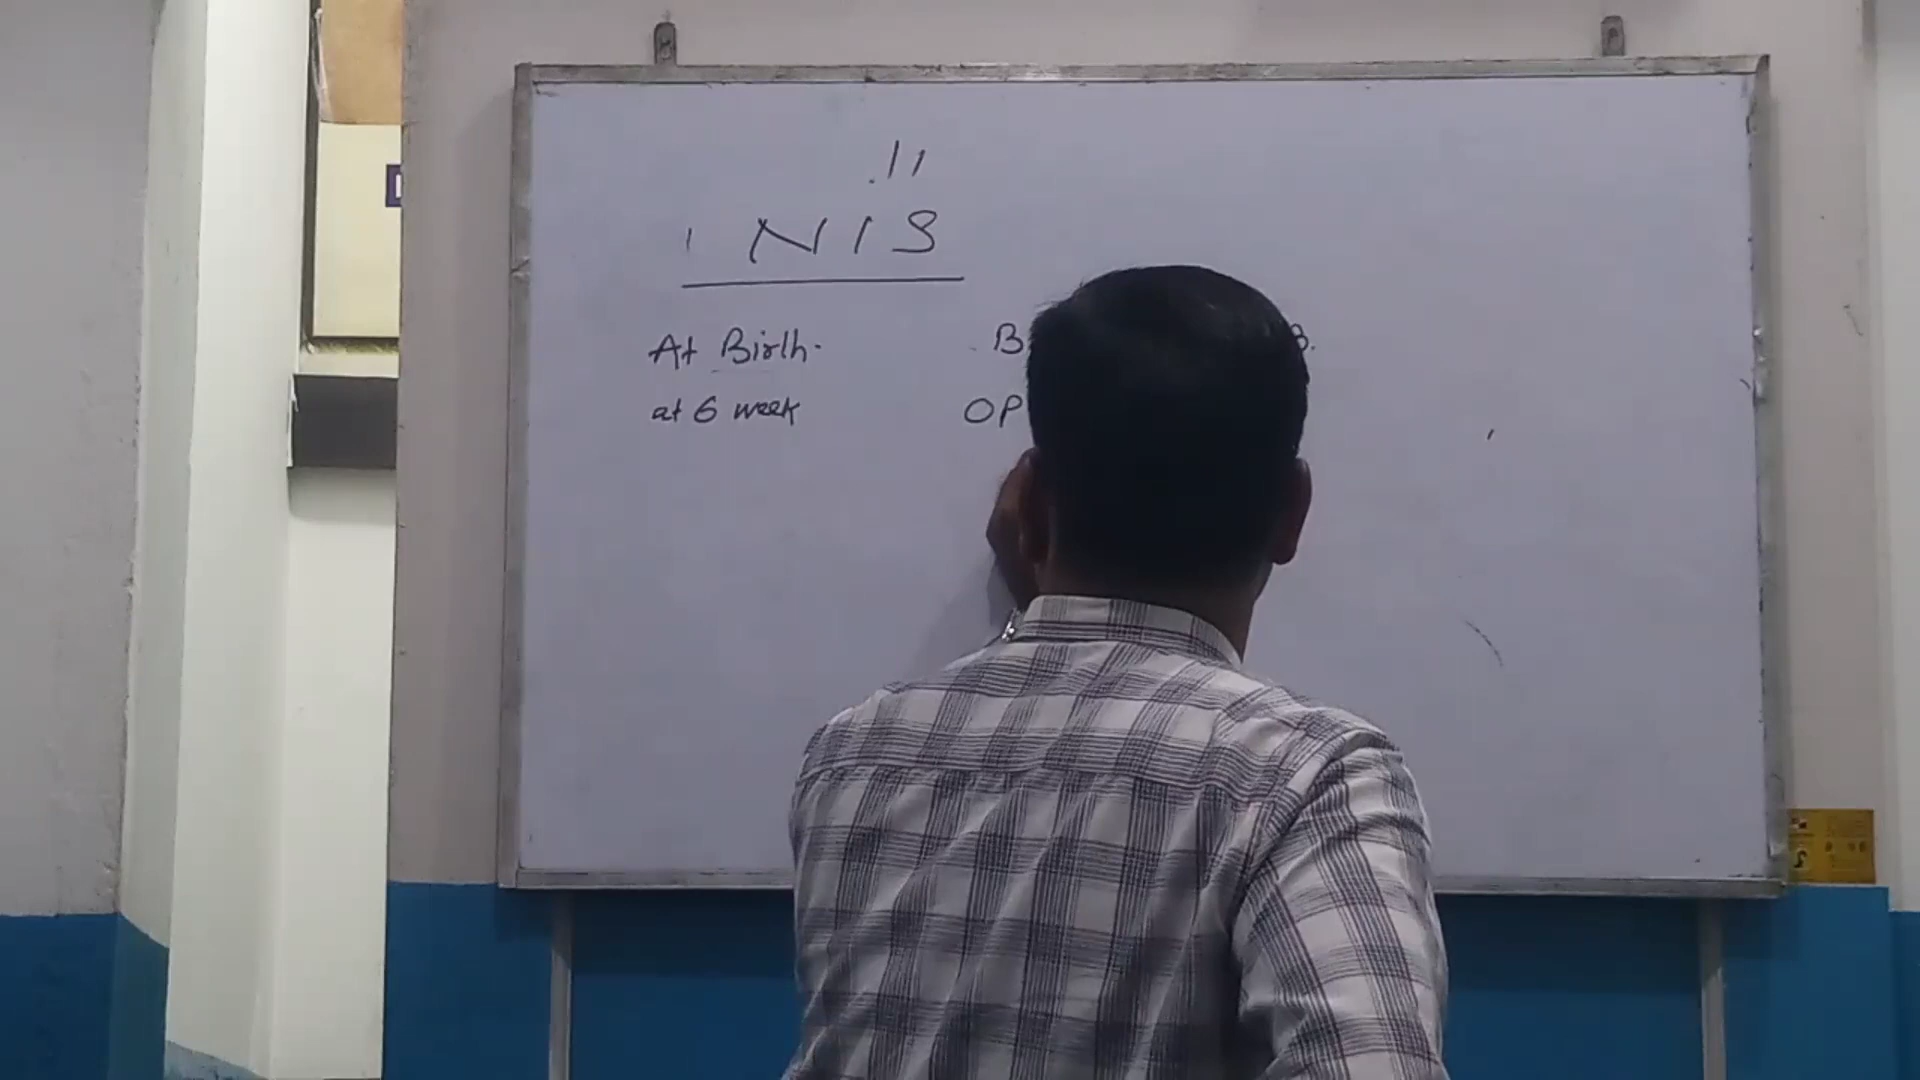 NIS
At Birth. B B.
at 6 week OP